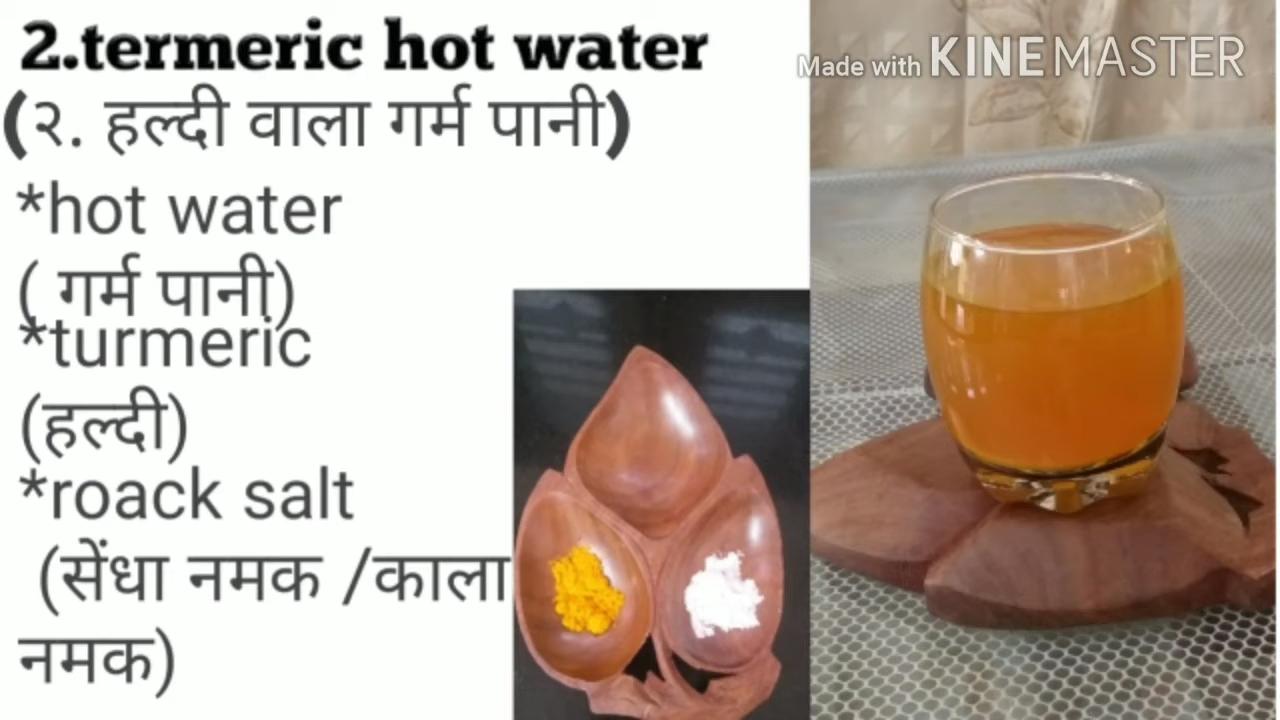 2.termeric hot water
(२. हल्दी वाला गर्म पानी)
*hot water
( गर्म पानी)
*turmeric
(हल्दी)
*roack salt
(सेंधा नमक /काला
नमक)
Made with KINEMASTER